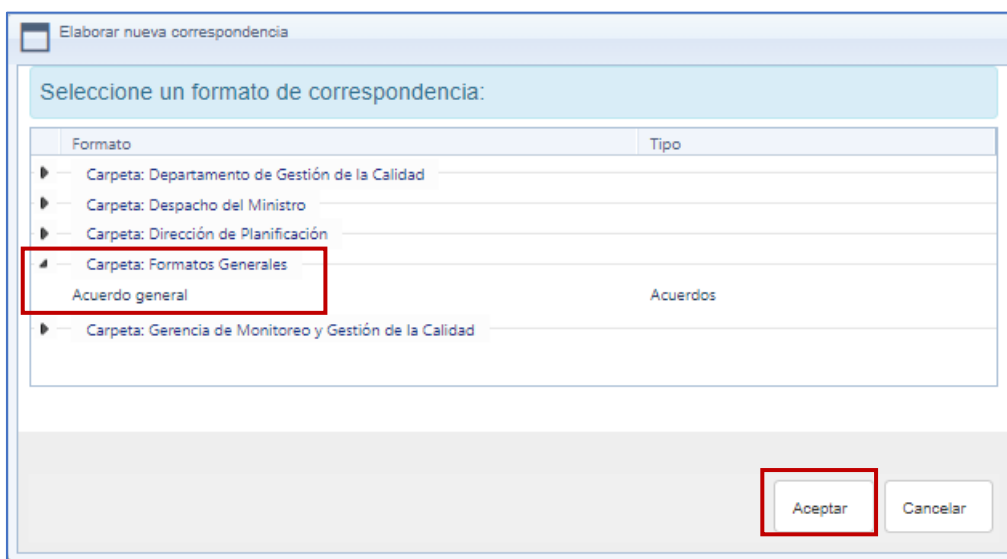 Elaborar nueva correspondencia
Seleccione un formato de correspondencia:
Formato Tipo
Carpeta: Departamento de Gestión de la Calidad
Carpeta: Despacho del Ministro
Carpeta: Dirección de Planificación
Carpeta: Formatos Generales
Acuerdo general Acuerdos
Carpeta: Gerencia de Monitoreo y Gestión de la Calidad
Aceptar Cancelar